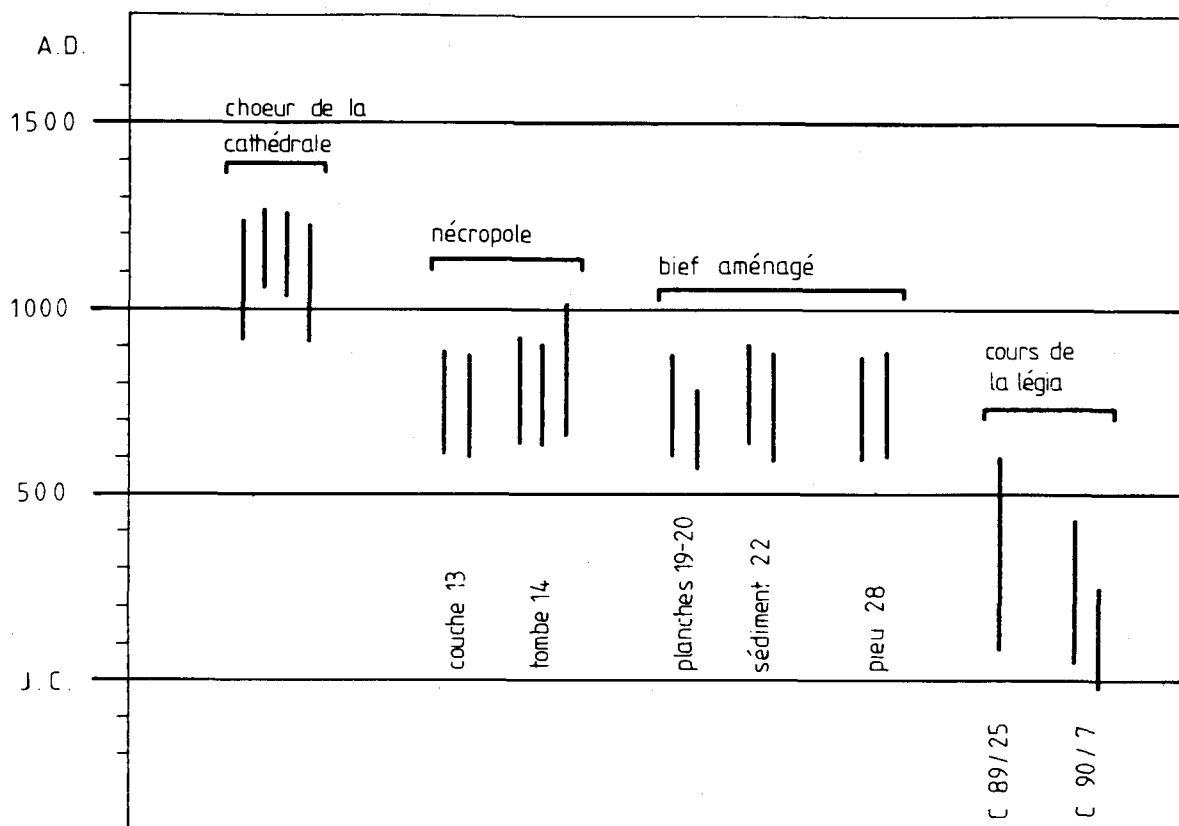 A.D.
1500
1000
500
J.C.
choeur de la
cathédrale
nécropole
bief aménagé
cours de
la légia
couche 13
tombe 14
planches 19-20
sédiment 22
pieu 28
C 89/25
C 90/7